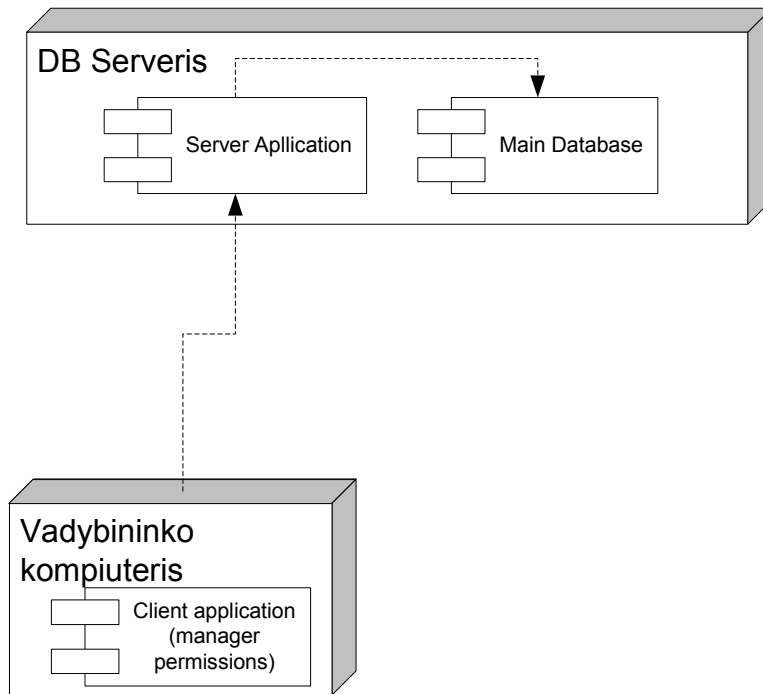 DB Serveris
Server Apllication
Main Database
Vadybininko
kompiuteris
Client application
(manager
permissions)